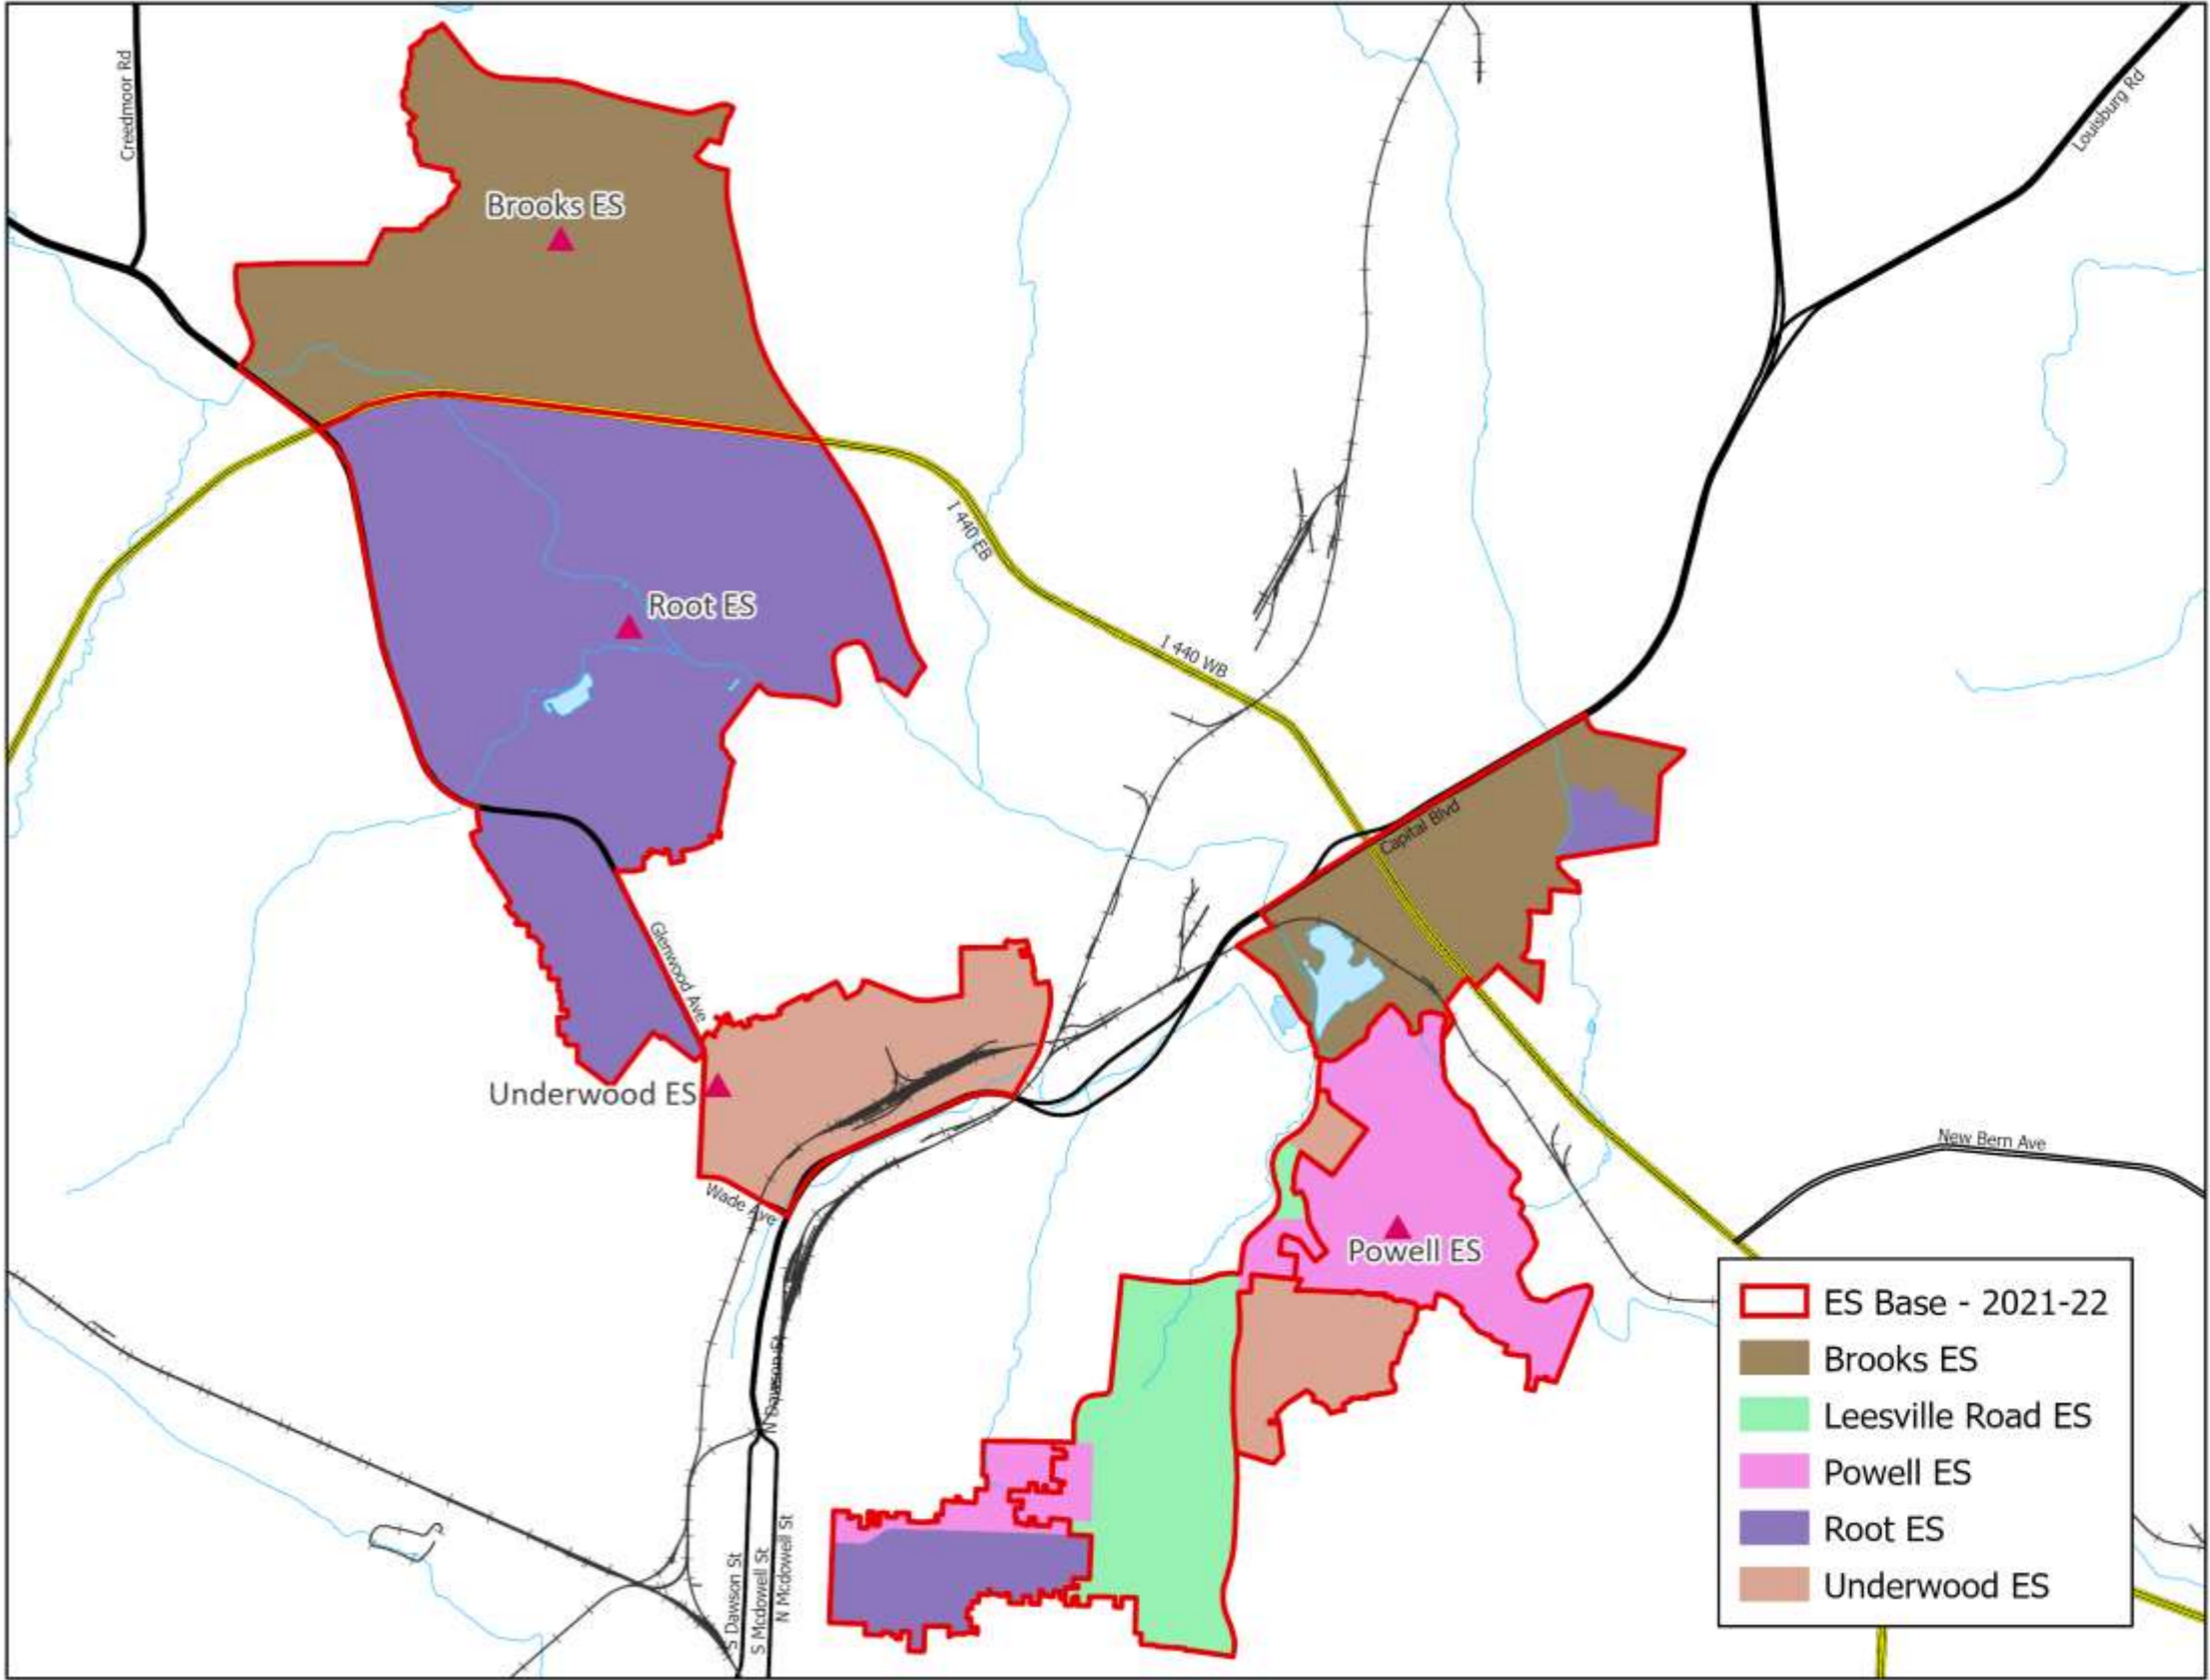 Creedmoor Rd
Louisburg Rd
Brooks ES
I 440 EB
Root ES
I 440 WB
Capital Blvd
Glenwood Ave
Underwood ES
Wade Ave
New Bern Ave
Powell ES
N Dawson St
S Dawson St
S Mcdowell St
N Mcdowell St
ES Base - 2021-22
Brooks ES
Leesville Road ES
Powell ES
Root ES
Underwood ES